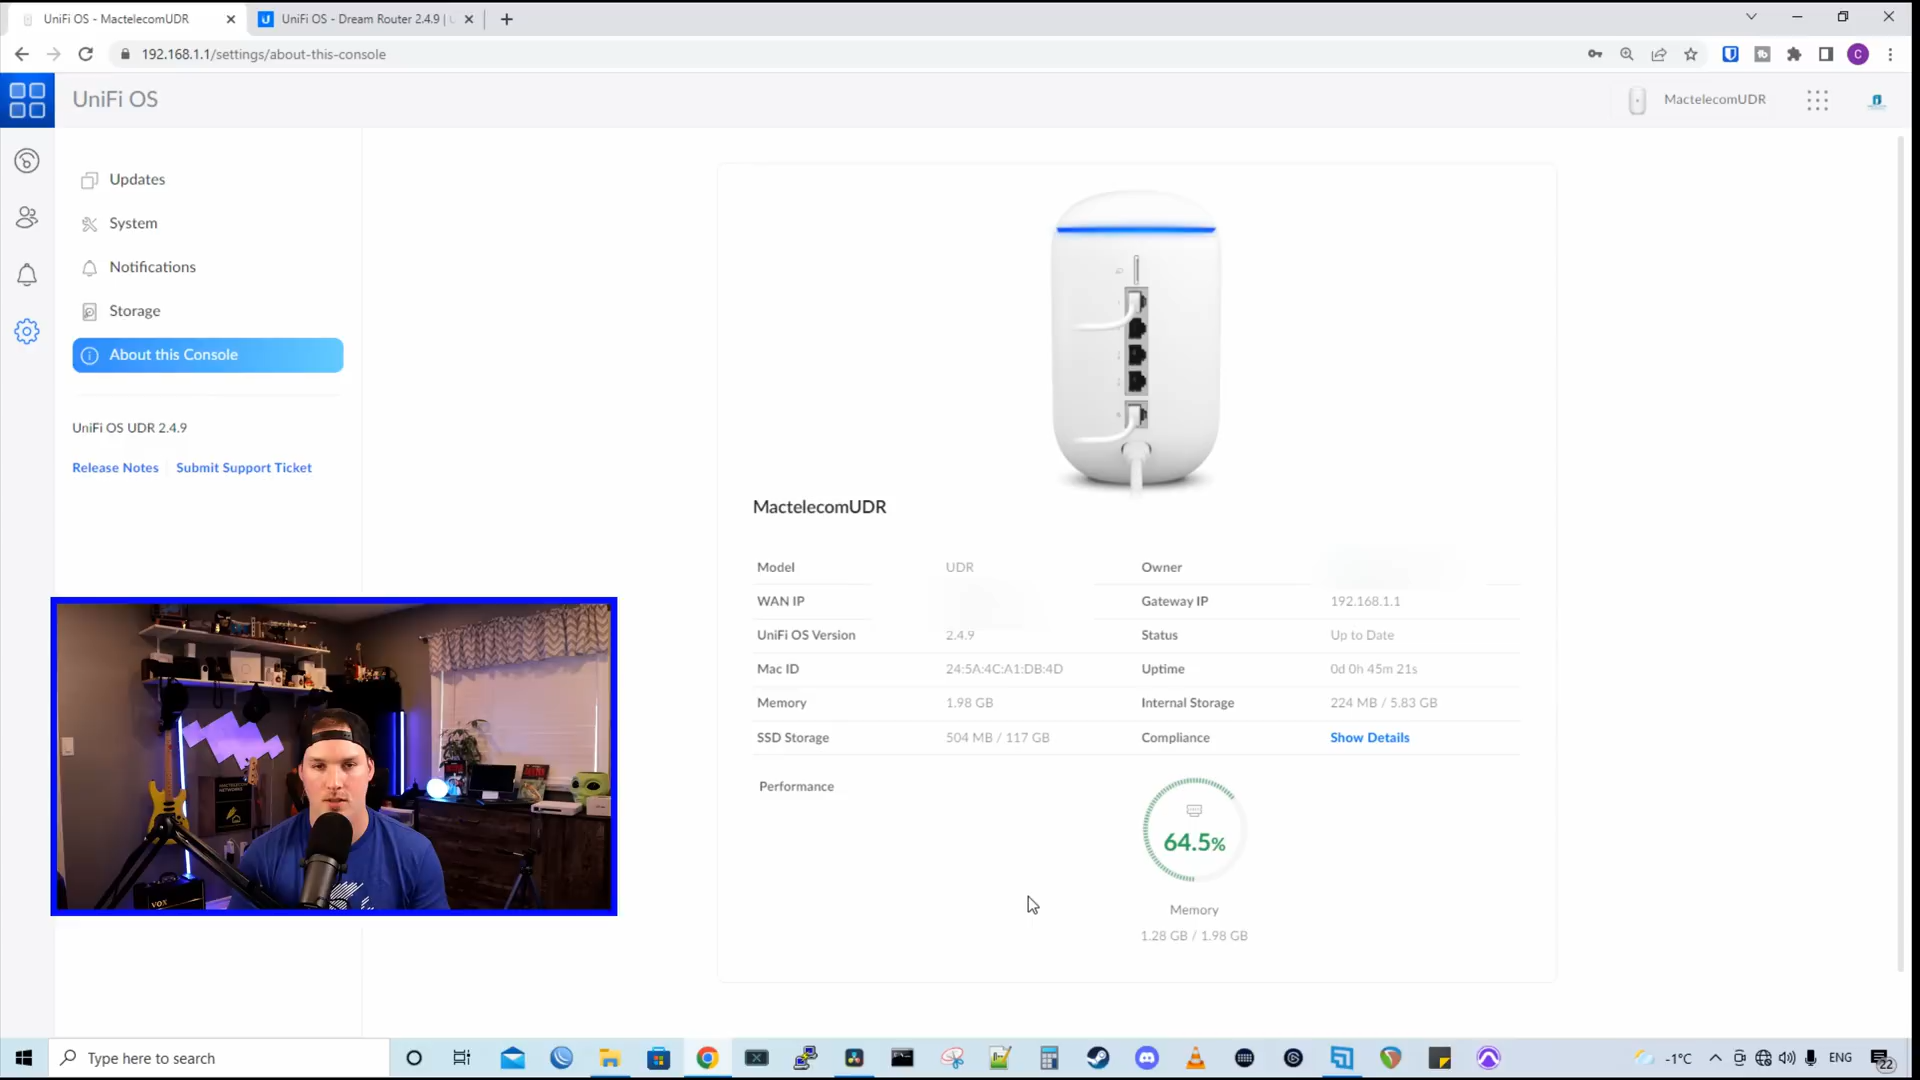 UniFi OS - MactelecomUDR
UniFi OS - Dream Router 2.4.9 | U
192.168.1.1/settings/about-this-console
C
UniFi OS
MactelecomUDR
Updates
System
Notifications
Storage
About this Console
UniFi OS UDR 2.4.9
Release Notes Submit Support Ticket
MactelecomUDR
Model UDR Owner
WAN IP Gateway IP 192.168.1.1
UniFi OS Version 2.4.9 Status Up to Date
Mac ID 24:5A:4C:A1:DB:4D Uptime 0d 0h 45m 21s
Memory 1.98 GB Internal Storage 224 MB / 5.83 GB
SSD Storage 504 MB / 117 GB Compliance Show Details
Performance
64.5%
Memory
1.28 GB / 1.98 GB
VOX
Type here to search
-1°C
ENG
22